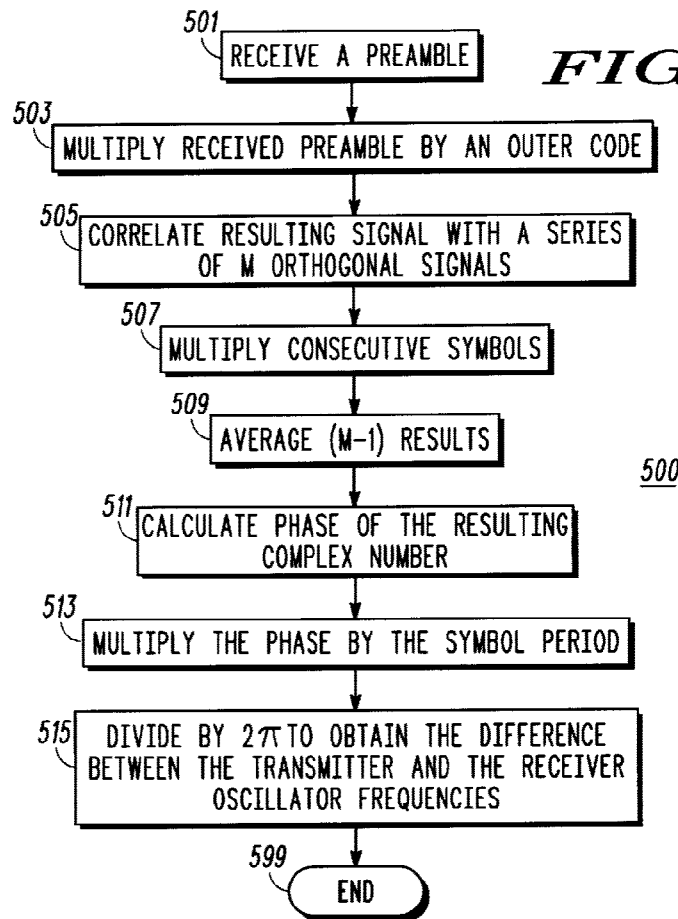 501
RECEIVE A PREAMBLE
FIG
503
MULTIPLY RECEIVED PREAMBLE BY AN OUTER CODE
505
CORRELATE RESULTING SIGNAL WITH A SERIES
OF M ORTHOGONAL SIGNALS
507
MULTIPLY CONSECUTIVE SYMBOLS
509
AVERAGE (M-1) RESULTS
500
511
CALCULATE PHASE OF THE RESULTING
COMPLEX NUMBER
513
MULTIPLY THE PHASE BY THE SYMBOL PERIOD
515
DIVIDE BY 2π TO OBTAIN THE DIFFERENCE
BETWEEN THE TRANSMITTER AND THE RECEIVER
OSCILLATOR FREQUENCIES
599
END